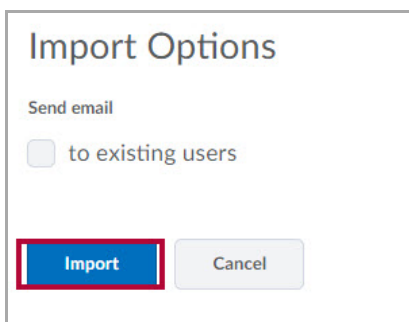 Import Options
Send email
to existing users
Import Cancel